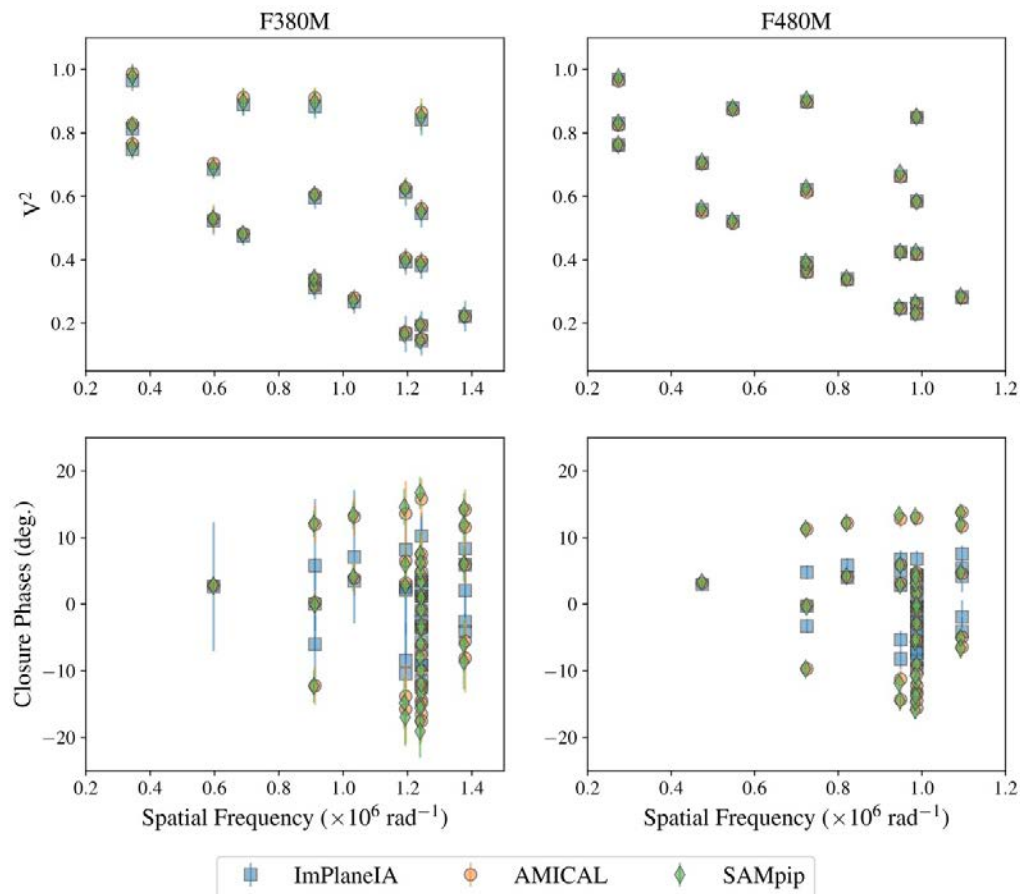 F380M
F480M
V²
1.0
0.8
0.6
0.4
0.2
0.2 0.4 0.6 0.8 1.0 1.2 1.4
1.0
0.8
0.6
0.4
0.2
0.2 0.4 0.6 0.8 1.0 1.2
Closure Phases (deg.)
20
10
0
−10
−20
0.2 0.4 0.6 0.8 1.0 1.2 1.4
Spatial Frequency (×10⁶ rad⁻¹)
20
10
0
−10
−20
0.2 0.4 0.6 0.8 1.0 1.2
Spatial Frequency (×10⁶ rad⁻¹)
ImPlaneIA AMICAL SAMpip